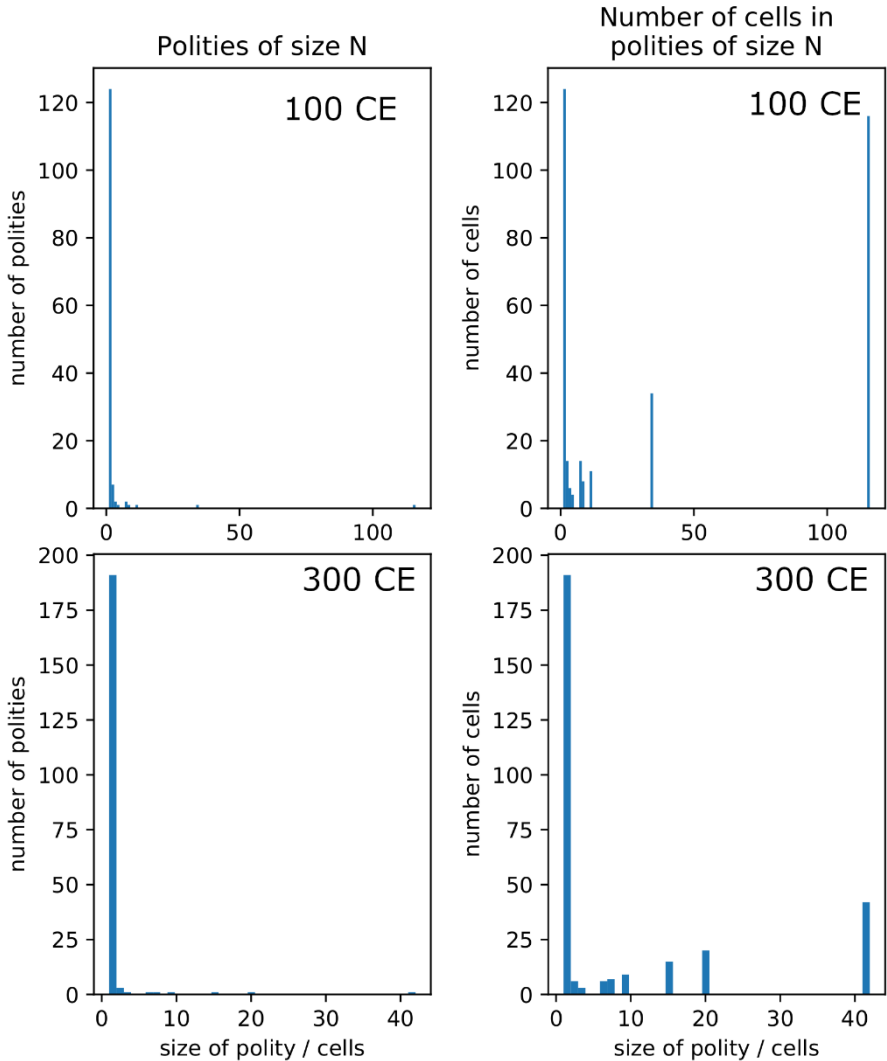 Polities of size N
Number of cells in
polities of size N
100 CE
number of polities
120
100
80
60
40
20
0
0 50 100
100 CE
number of cells
120
100
80
60
40
20
0
0 50 100
300 CE
number of polities
200
175
150
125
100
75
50
25
0
0 10 20 30 40
size of polity / cells
300 CE
number of cells
200
175
150
125
100
75
50
25
0
0 10 20 30 40
size of polity / cells